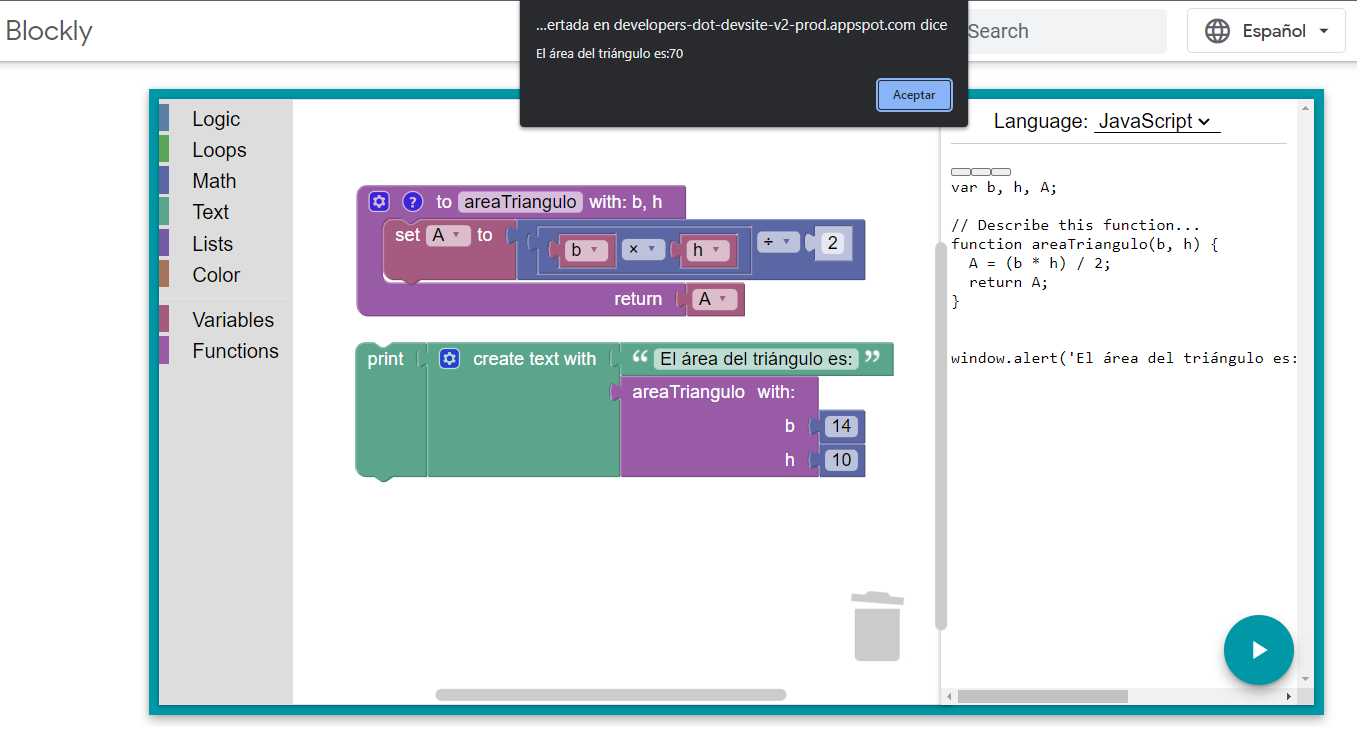 Blockly
...ertada en developers-dot-devsite-v2-prod.appspot.com dice
El área del triángulo es:70
Aceptar
Search
Español
Logic
Loops
Math
Text
Lists
Color
Variables
Functions
? to areaTriangulo with: b, h
set A to b × h ÷ 2
return A
print create text with “ El área del triángulo es: ”
areaTriangulo with:
b 14
h 10
Language: JavaScript
var b, h, A;
// Describe this function...
function areaTriangulo(b, h) {
  A = (b * h) / 2;
  return A;
}
window.alert('El área del triángulo es: